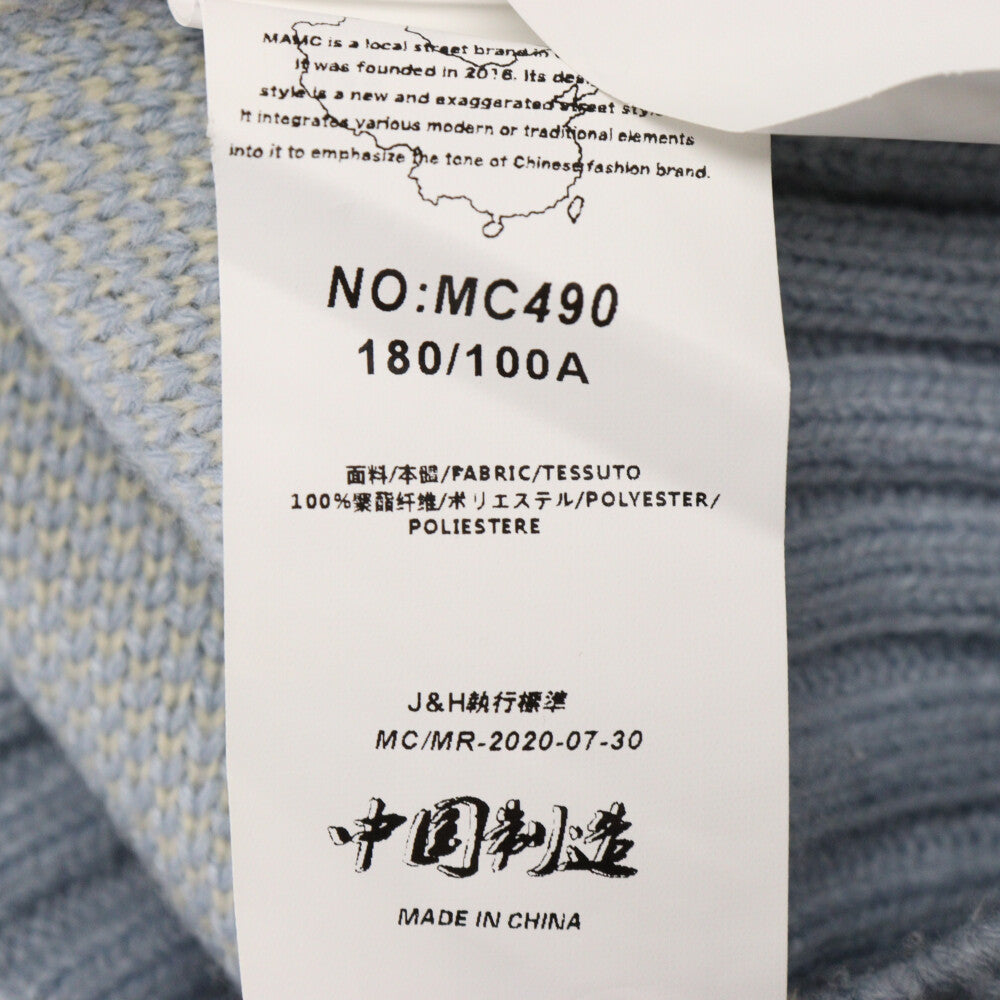 MAMC is a local street brand in
It was founded in 2016. Its
style is a new and exaggerated street
It integrates various modern or traditional elements
into it to emphasize the tone of Chinese fashion brand.
NO:MC490
180/100A
面料/本體/FABRIC/TESSUTO
100%聚酯纤维/ポリエステル/POLYESTER/
POLIESTERE
J&H執行標準
MC/MR-2020-07-30
中国制造
MADE IN CHINA